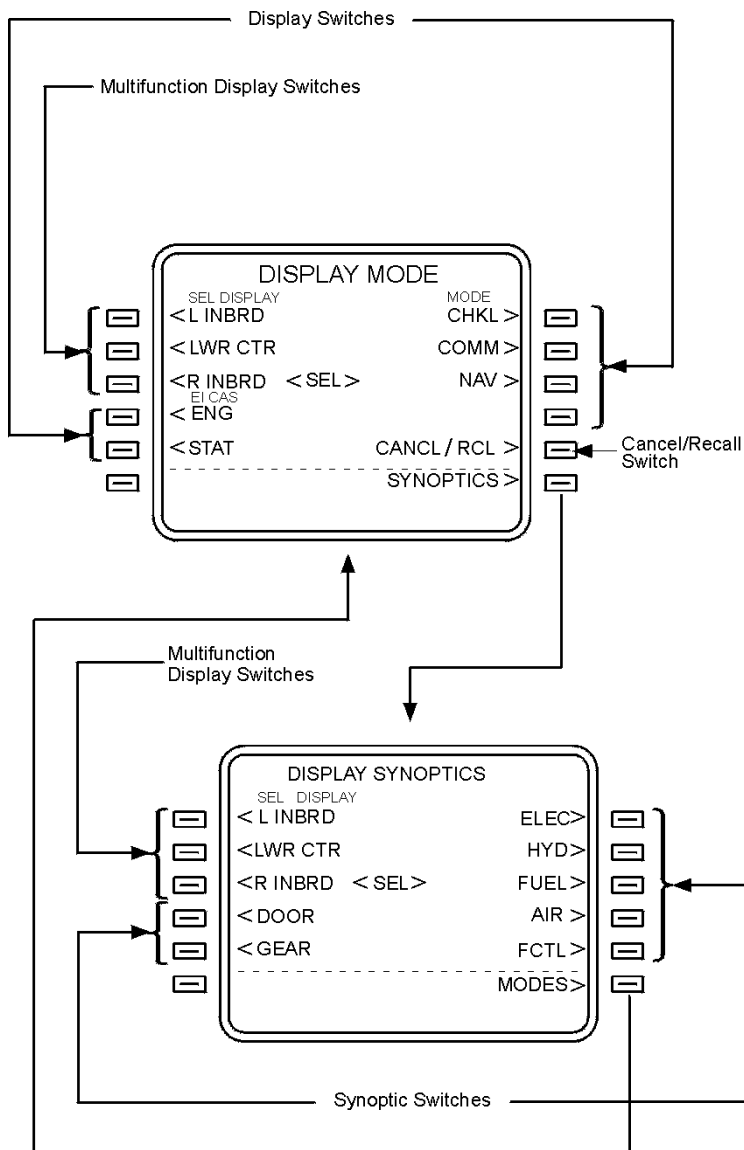 Display Switches
Multifunction Display Switches
DISPLAY MODE
SEL DISPLAY MODE
<L INBRD CHKL >
<LWR CTR COMM >
<R INBRD <SEL> NAV >
EI CAS
< ENG
<STAT CANCL / RCL >
Cancel/Recall
Switch
SYNOPTICS >
Multifunction
Display Switches
DISPLAY SYNOPTICS
SEL DISPLAY
< L INBRD ELEC>
<LWR CTR HYD>
<R INBRD < SEL> FUEL>
<DOOR AIR >
<GEAR FCTL >
MODES>
Synoptic Switches